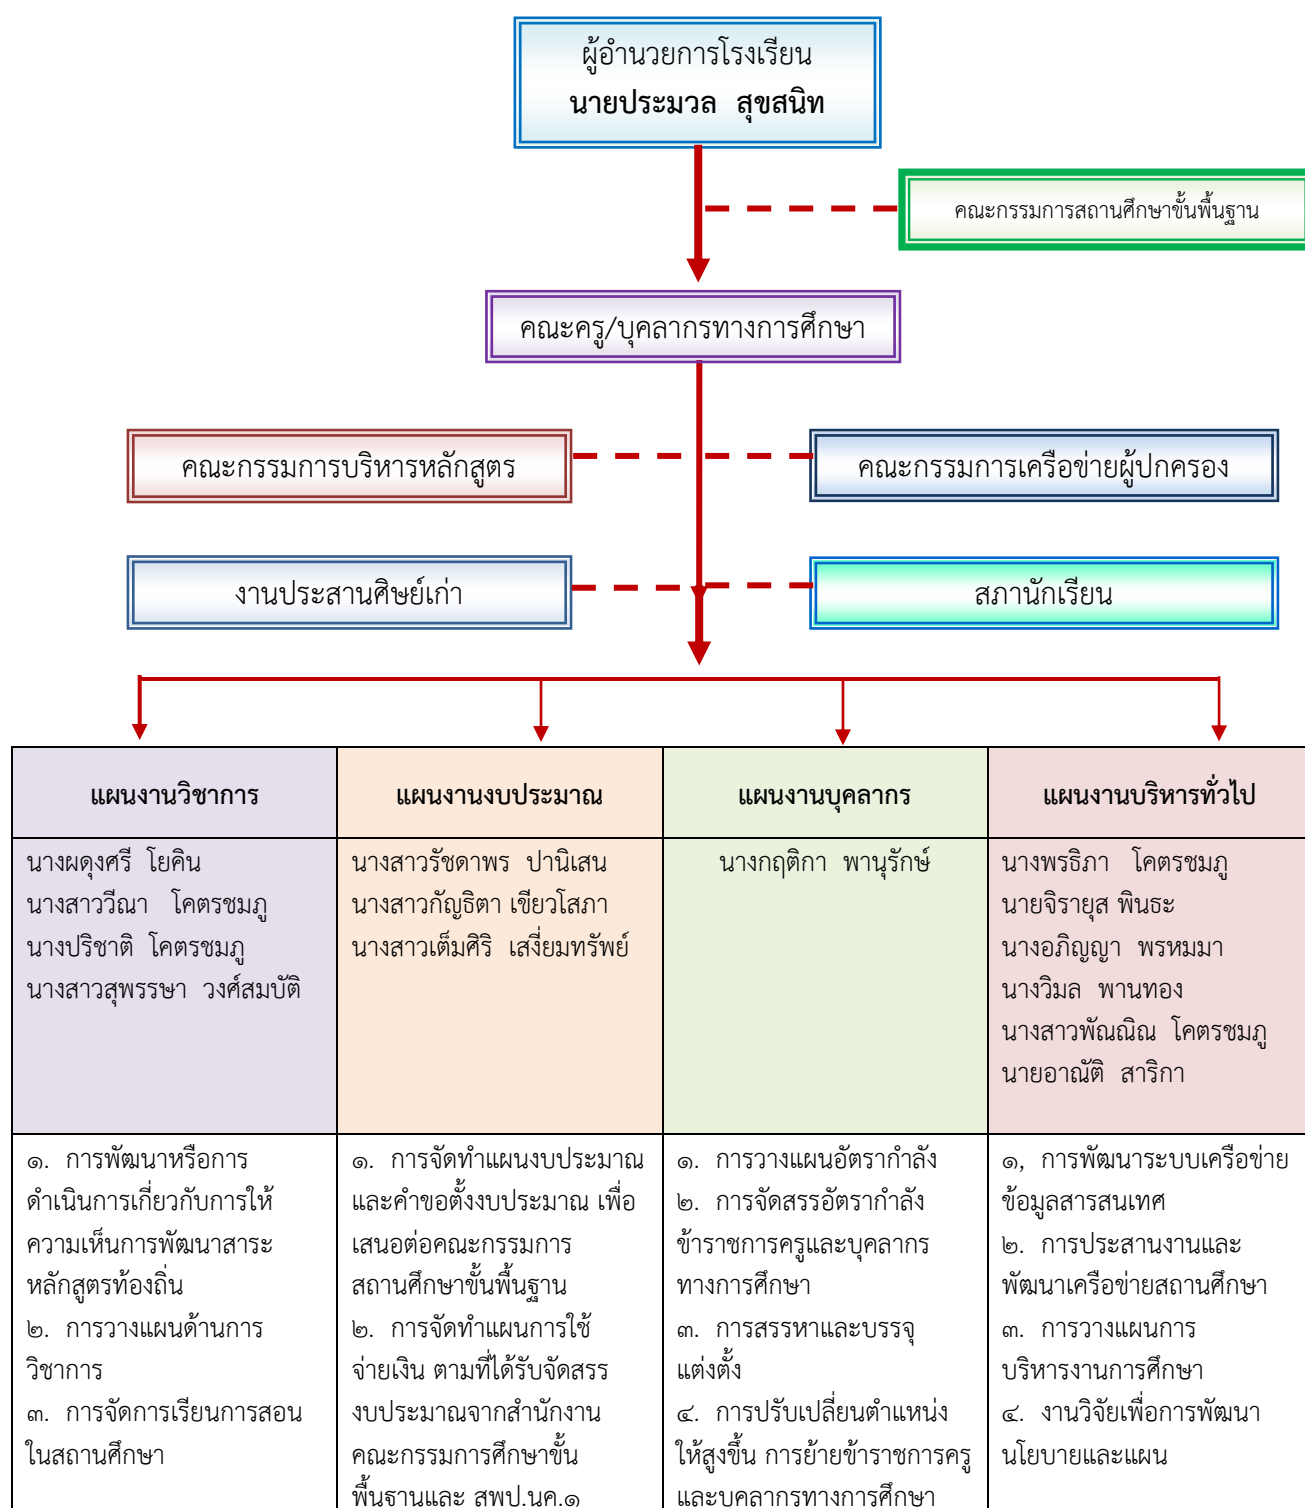 ผู้อำนวยการโรงเรียน
นายประมวล สุขสนิท
คณะกรรมการสถานศึกษาขั้นพื้นฐาน
คณะครู/บุคลากรทางการศึกษา
คณะกรรมการบริหารหลักสูตร
คณะกรรมการเครือข่ายผู้ปกครอง
งานประสานศิษย์เก่า
สภานักเรียน
แผนงานวิชาการ
นางผดุงศรี โยคิน
นางสาววีณา โคตรชมภู
นางปริชาติ โคตรชมภู
นางสาวสุพรรษา วงศ์สมบัติ
๑. การพัฒนาหรือการ
ดำเนินการเกี่ยวกับการให้
ความเห็นการพัฒนาสาระ
หลักสูตรท้องถิ่น
๒. การวางแผนด้านการ
วิชาการ
๓. การจัดการเรียนการสอน
ในสถานศึกษา
แผนงานงบประมาณ
นางสาวรัชดาพร ปานิเสน
นางสาวกัญธิตา เขียวโสภา
นางสาวเต็มศิริ เสงี่ยมทรัพย์
๑. การจัดทำแผนงบประมาณ
และคำขอตั้งงบประมาณ เพื่อ
เสนอต่อคณะกรรมการ
สถานศึกษาขั้นพื้นฐาน
๒. การจัดทำแผนการใช้
จ่ายเงิน ตามที่ได้รับจัดสรร
งบประมาณจากสำนักงาน
คณะกรรมการศึกษาขั้น
พื้นฐานและ สพป.นค.๑
แผนงานบุคลากร
นางกฤติกา พานุรักษ์
๑. การวางแผนอัตรากำลัง
๒. การจัดสรรอัตรากำลัง
ข้าราชการครูและบุคลากร
ทางการศึกษา
๓. การสรรหาและบรรจุ
แต่งตั้ง
๔. การปรับเปลี่ยนตำแหน่ง
ให้สูงขึ้น การย้ายข้าราชการครู
และบุคลากรทางการศึกษา
แผนงานบริหารทั่วไป
นางพรธิภา โคตรชมภู
นายจิรายุส พินธะ
นางอภิญญา พรหมมา
นางวิมล พานทอง
นางสาวพัณณิณ โคตรชมภู
นายอาณัติ สาริกา
๑, การพัฒนาระบบเครือข่าย
ข้อมูลสารสนเทศ
๒. การประสานงานและ
พัฒนาเครือข่ายสถานศึกษา
๓. การวางแผนการ
บริหารงานการศึกษา
๔. งานวิจัยเพื่อการพัฒนา
นโยบายและแผน